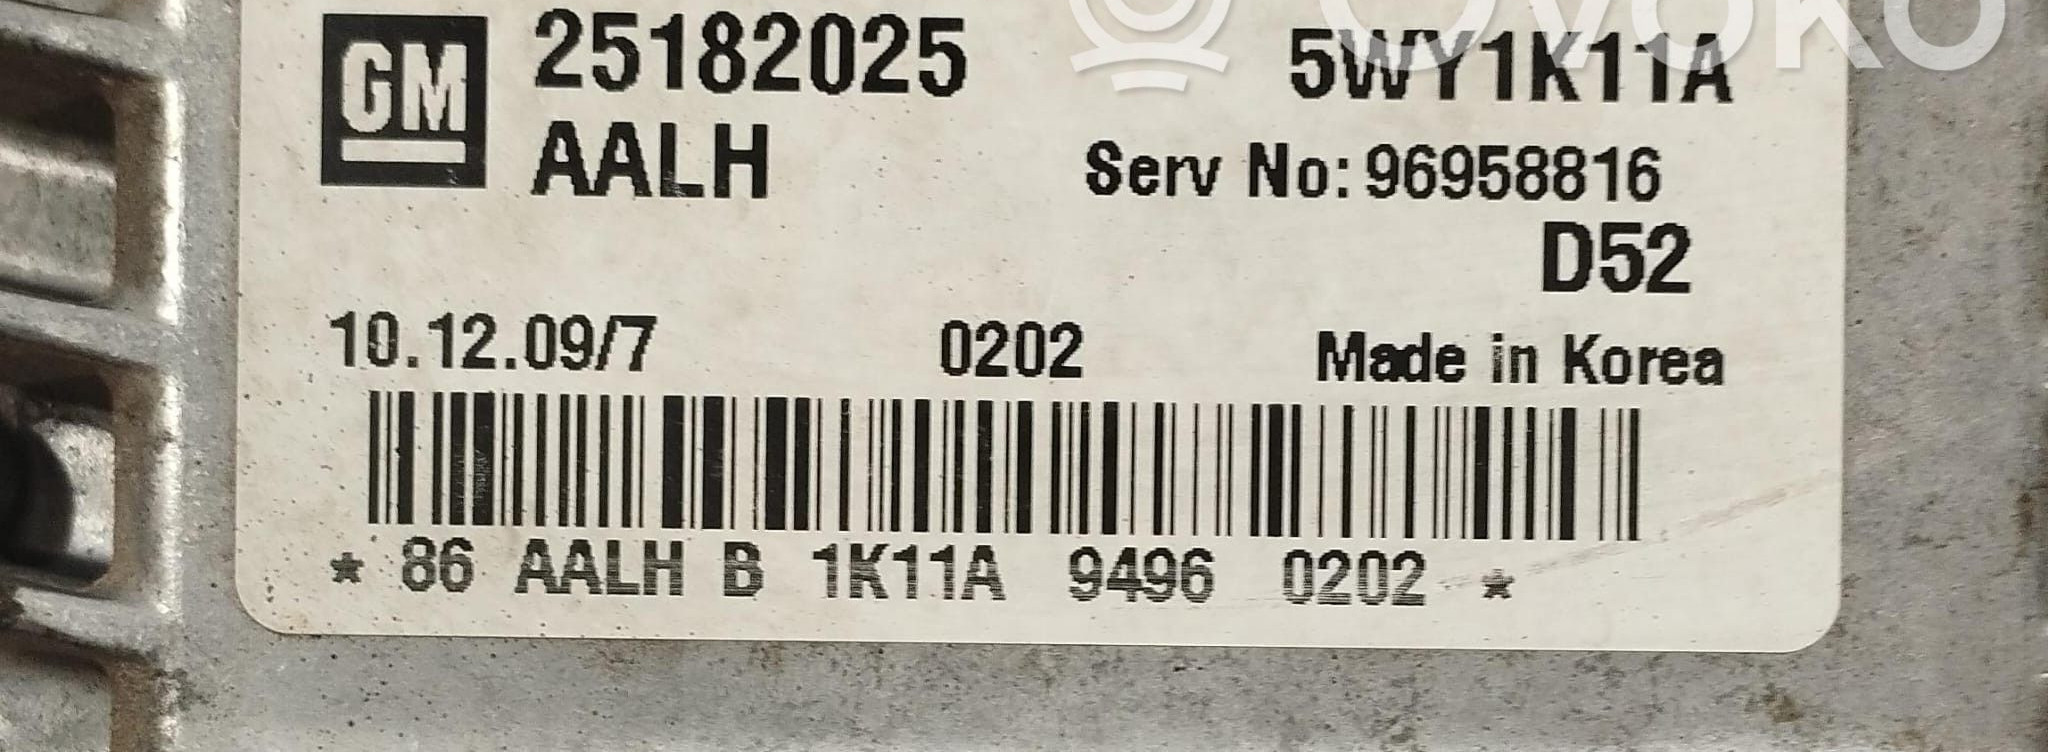 OVOKO
GM 25182025 5WY1K11A
AALH Serv No: 96958816
D52
10.12.09/7 0202 Made in Korea
* 86 AALH B 1K11A 9496 0202 *